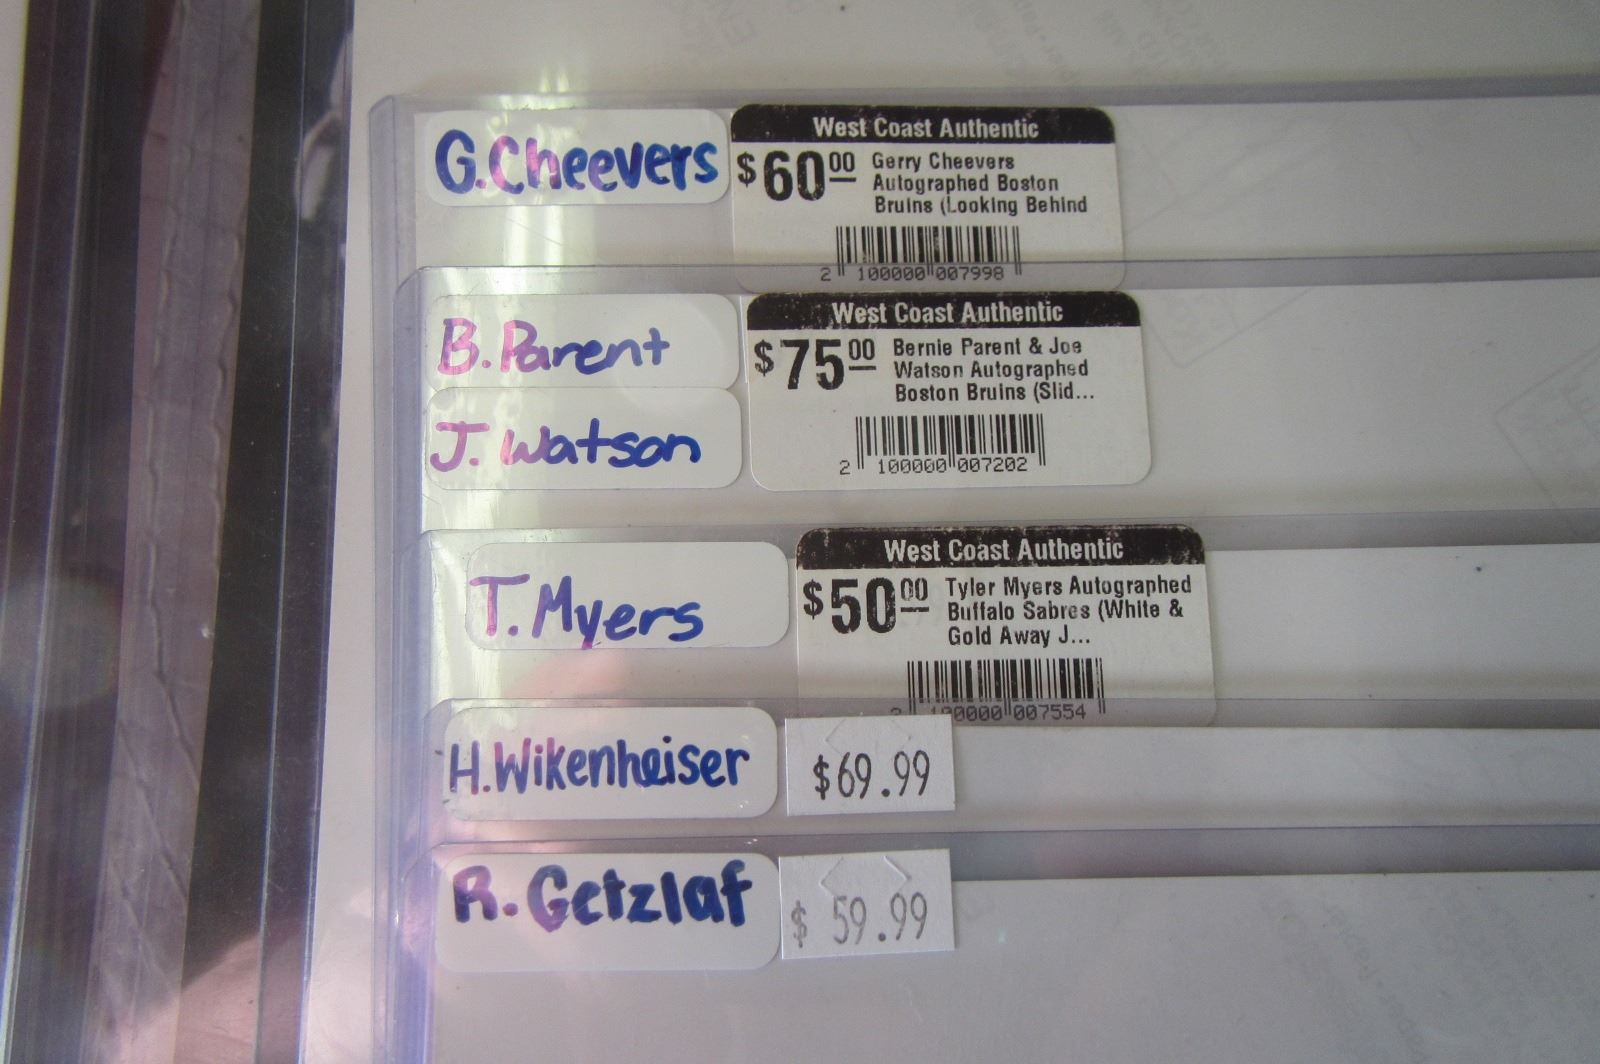 G.Cheevers
West Coast Authentic
$60.00 Gerry Cheevers
Autographed Boston
Bruins (Looking Behind
2 100000 007998
B.Parent
J.Watson
West Coast Authentic
$75.00 Bernie Parent & Joe
Watson Autographed
Boston Bruins (Slid...
2 100000 007202
T.Myers
West Coast Authentic
$50.00 Tyler Myers Autographed
Buffalo Sabres (White &
Gold Away J...
2 100000 007554
H.Wikenheiser
$69.99
R.Getzlaf
$59.99